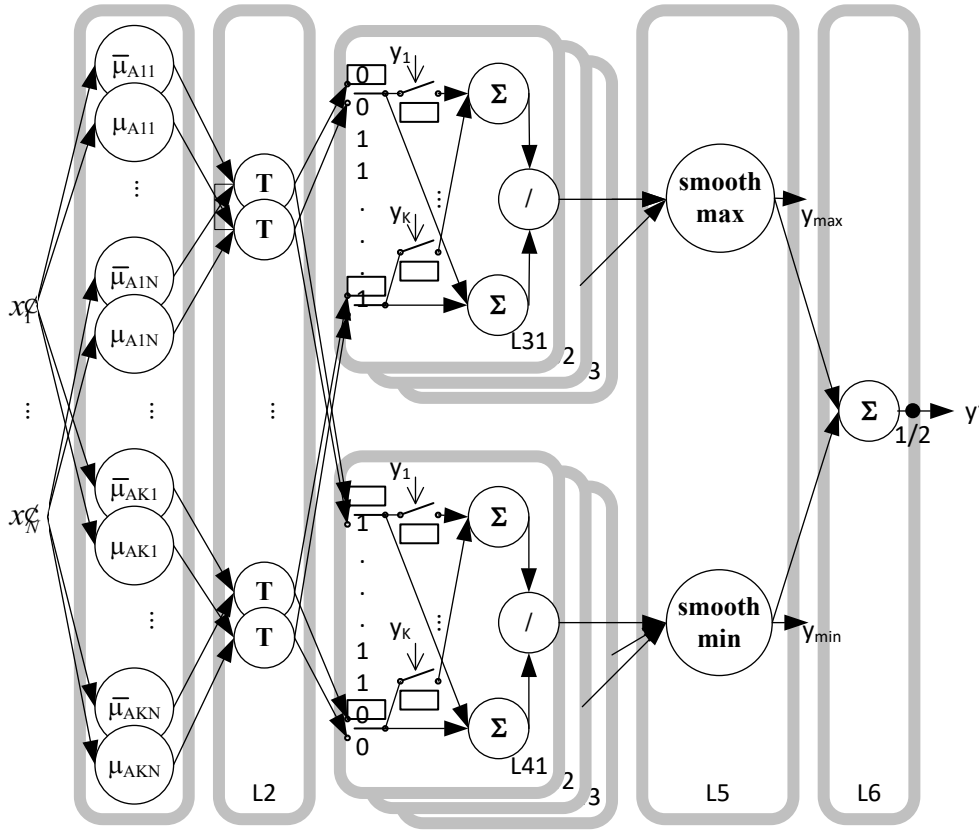 μ̅A11
μA11
...
μ̅A1N
μA1N
...
μ̅AK1
μAK1
...
μ̅AKN
μAKN
x₁¢
...
xN¢
T
T
...
T
T
L2
y1
0
0
1
1
.
.
.
1
yK
...
Σ
/
Σ
L31
2
3
y1
1
.
.
.
1
1
0
0
yK
...
Σ
/
Σ
L41
2
3
smooth
max
smooth
min
L5
ymax
ymin
Σ
1/2
L6